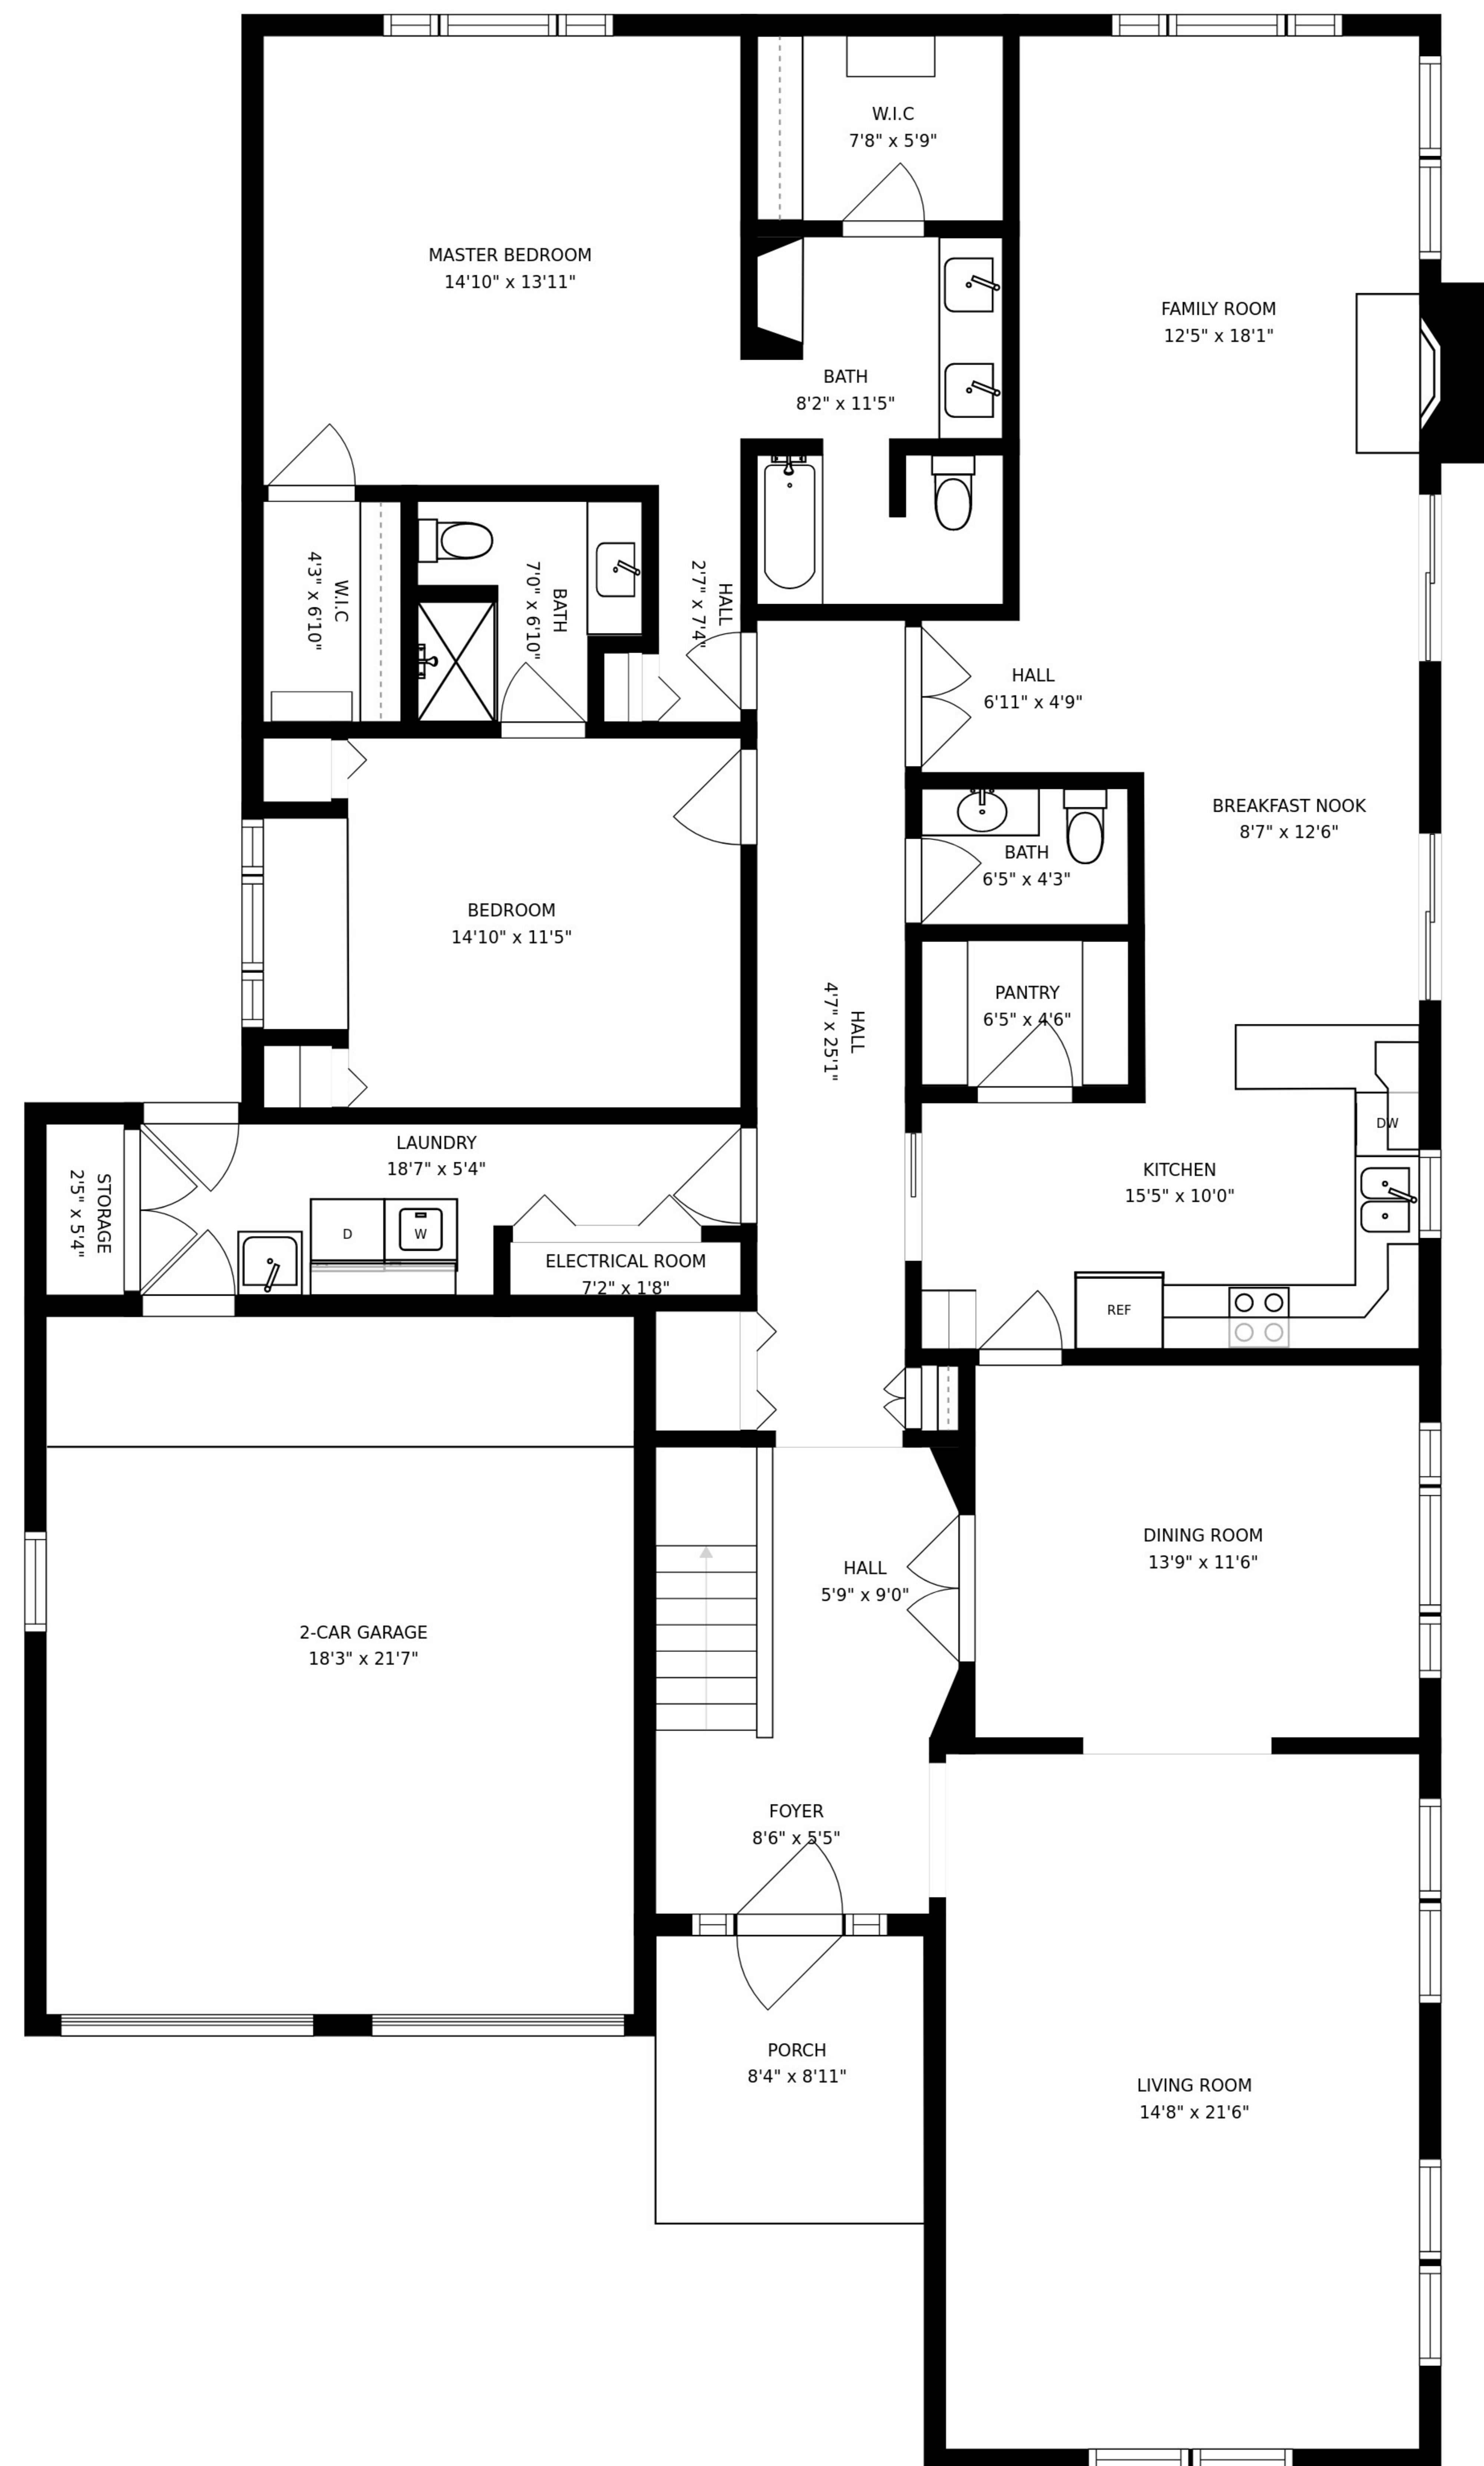 W.I.C
7'8" x 5'9"
MASTER BEDROOM
14'10" x 13'11"
FAMILY ROOM
12'5" x 18'1"
BATH
8'2" x 11'5"
W.I.C
4'3" x 6'10"
BATH
7'0" x 6'10"
HALL
2'7" x 7'4"
HALL
6'11" x 4'9"
BREAKFAST NOOK
8'7" x 12'6"
BATH
6'5" x 4'3"
BEDROOM
14'10" x 11'5"
PANTRY
6'5" x 4'6"
HALL
4'7" x 25'1"
DW
LAUNDRY
18'7" x 5'4"
KITCHEN
15'5" x 10'0"
STORAGE
2'5" x 5'4"
D
W
ELECTRICAL ROOM
7'2" x 1'8"
REF
DINING ROOM
13'9" x 11'6"
HALL
5'9" x 9'0"
2-CAR GARAGE
18'3" x 21'7"
FOYER
8'6" x 5'5"
PORCH
8'4" x 8'11"
LIVING ROOM
14'8" x 21'6"